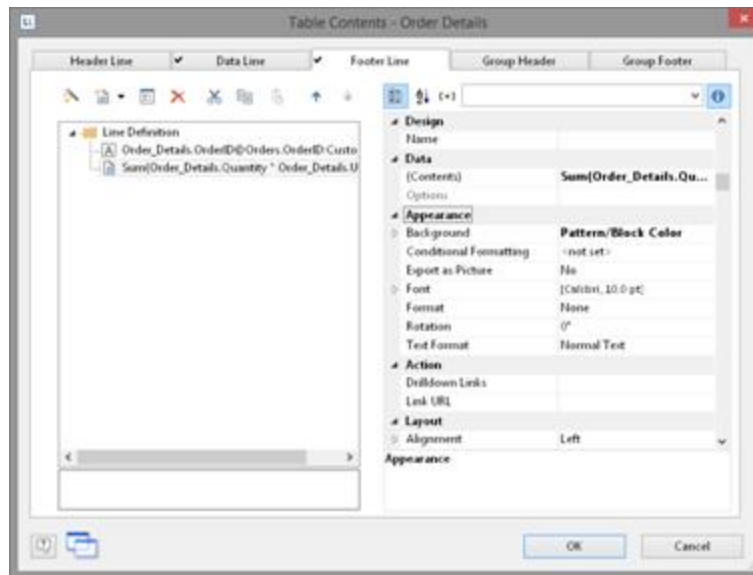 Table Contents - Order Details
Header Line
Data Line
Footer Line
Group Header
Group Footer
Line Definition
Order_Details.OrderID@Orders.OrderID:Custo
Sum(Order_Details.Quantity * Order_Details.U
Design
Name
Data
(Contents) Sum(Order_Details.Qu...
Options
Appearance
Background Pattern/Block Color
Conditional Formatting <not set>
Export as Picture No
Font [Calibri, 10.0 pt]
Format None
Rotation 0°
Text Format Normal Text
Action
Drilldown Links
Link URL
Layout
Alignment Left
Appearance
OK
Cancel